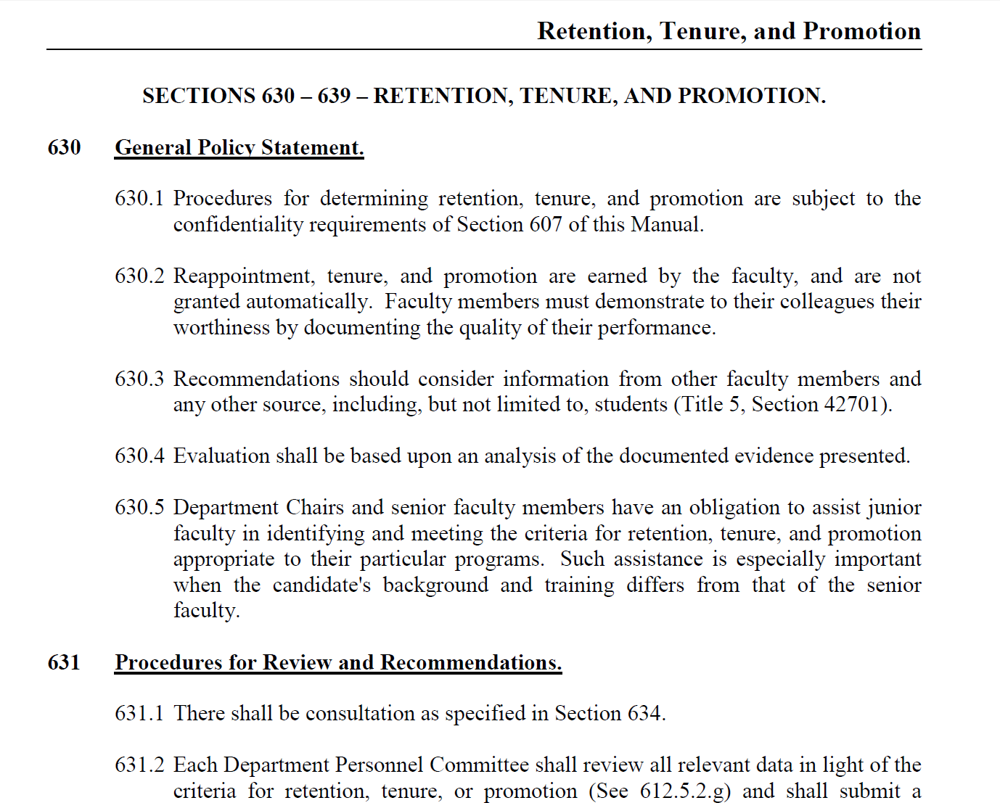 Retention, Tenure, and Promotion
SECTIONS 630 – 639 – RETENTION, TENURE, AND PROMOTION.
630 General Policy Statement.
630.1 Procedures for determining retention, tenure, and promotion are subject to the
confidentiality requirements of Section 607 of this Manual.
630.2 Reappointment, tenure, and promotion are earned by the faculty, and are not
granted automatically.  Faculty members must demonstrate to their colleagues their
worthiness by documenting the quality of their performance.
630.3 Recommendations should consider information from other faculty members and
any other source, including, but not limited to, students (Title 5, Section 42701).
630.4 Evaluation shall be based upon an analysis of the documented evidence presented.
630.5 Department Chairs and senior faculty members have an obligation to assist junior
faculty in identifying and meeting the criteria for retention, tenure, and promotion
appropriate to their particular programs.  Such assistance is especially important
when the candidate's background and training differs from that of the senior
faculty.
631 Procedures for Review and Recommendations.
631.1 There shall be consultation as specified in Section 634.
631.2 Each Department Personnel Committee shall review all relevant data in light of the
criteria for retention, tenure, or promotion (See 612.5.2.g) and shall submit a